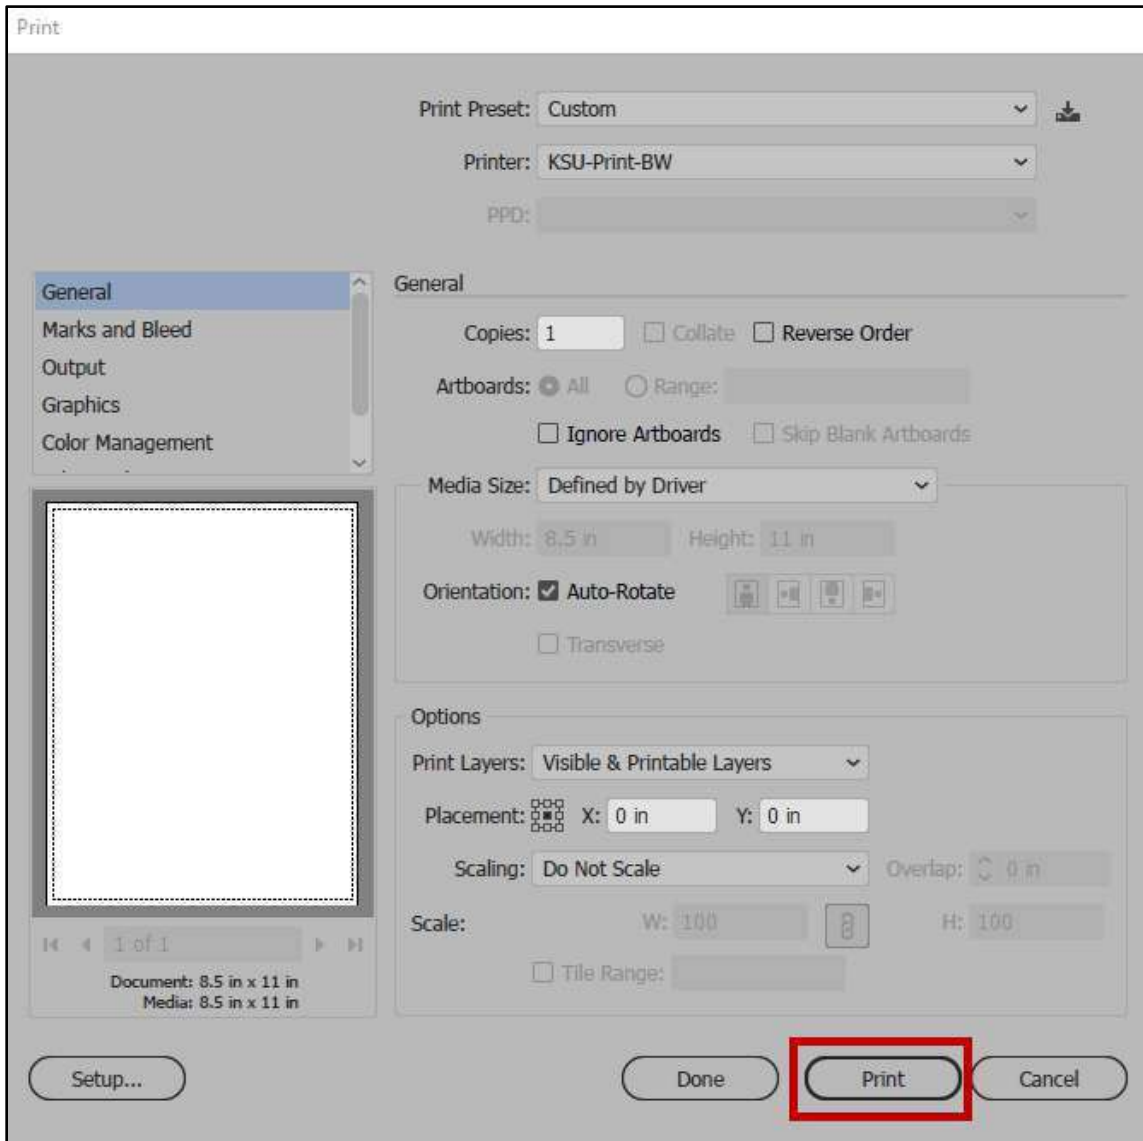 Print
Print Preset: Custom
Printer: KSU-Print-BW
PPD:
General
Marks and Bleed
Output
Graphics
Color Management
General
Copies: 1 Collate Reverse Order
Artboards: All Range:
Ignore Artboards Skip Blank Artboards
Media Size: Defined by Driver
Width: 8.5 in Height: 11 in
Orientation: Auto-Rotate
Transverse
Options
Print Layers: Visible & Printable Layers
Placement: X: 0 in Y: 0 in
Scaling: Do Not Scale Overlap: 0 in
Scale: W: 100 H: 100
Tile Range:
1 of 1
Document: 8.5 in x 11 in
Media: 8.5 in x 11 in
Setup... Done Print Cancel